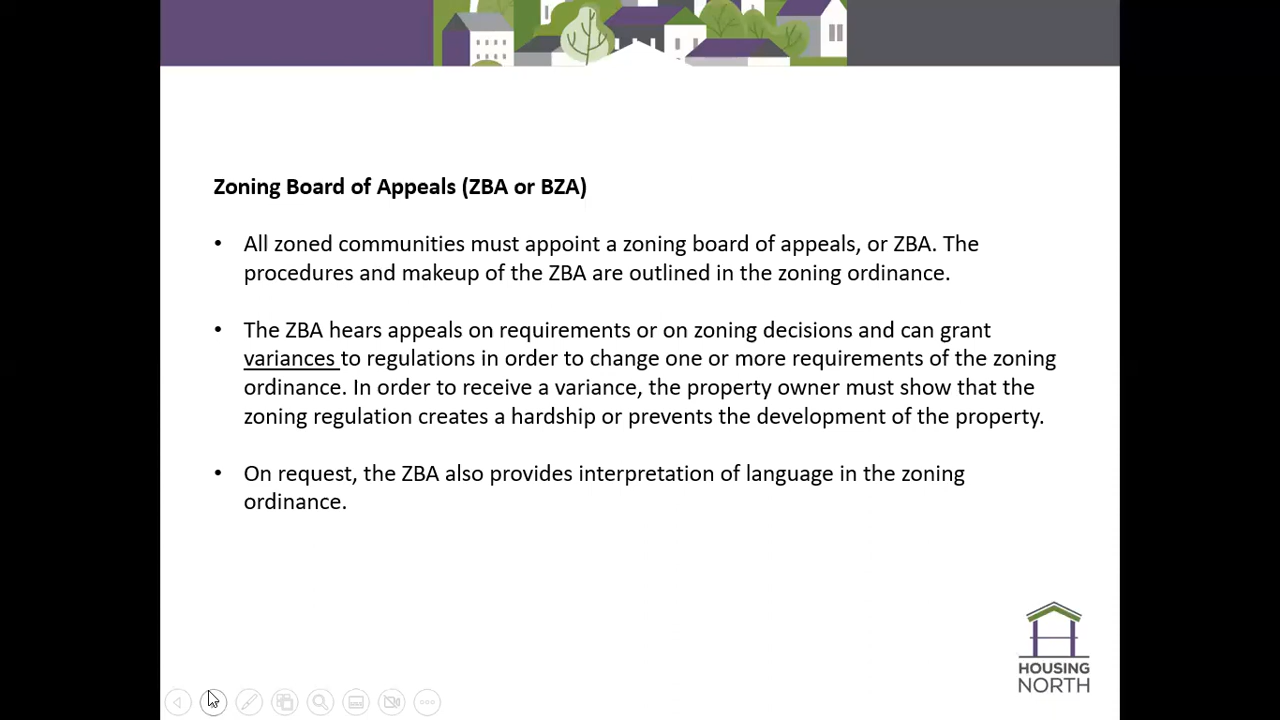 Zoning Board of Appeals (ZBA or BZA)
• All zoned communities must appoint a zoning board of appeals, or ZBA. The
procedures and makeup of the ZBA are outlined in the zoning ordinance.
• The ZBA hears appeals on requirements or on zoning decisions and can grant
variances to regulations in order to change one or more requirements of the zoning
ordinance. In order to receive a variance, the property owner must show that the
zoning regulation creates a hardship or prevents the development of the property.
• On request, the ZBA also provides interpretation of language in the zoning
ordinance.
HOUSING
NORTH